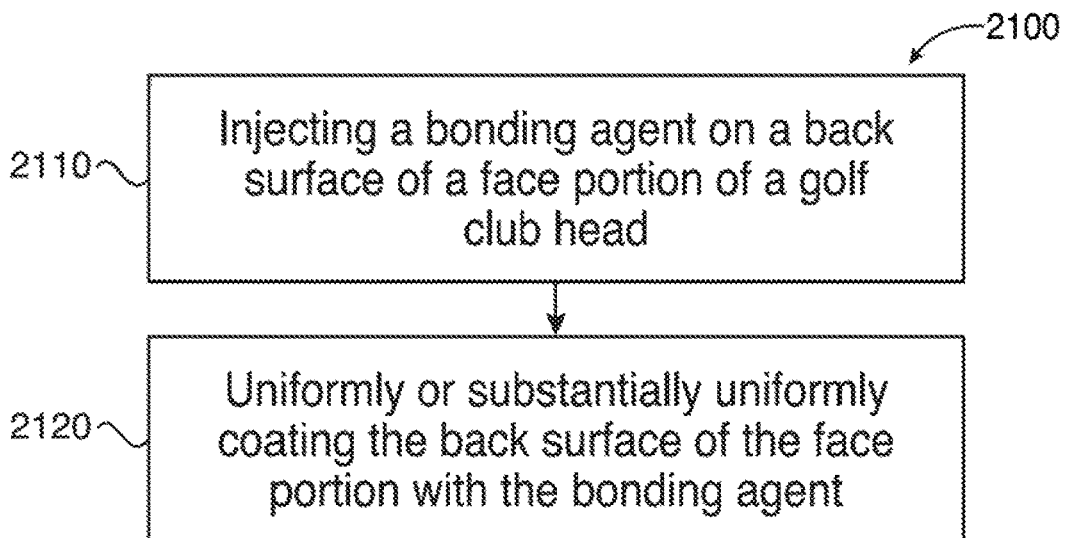 2100
2110
Injecting a bonding agent on a back
surface of a face portion of a golf
club head
2120
Uniformly or substantially uniformly
coating the back surface of the face
portion with the bonding agent